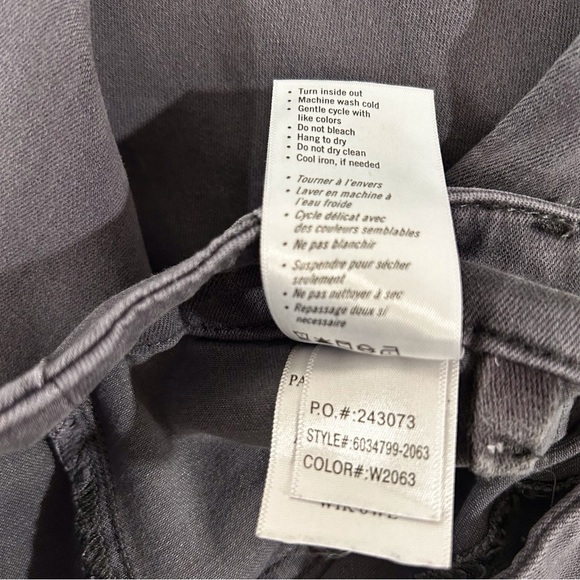 • Turn inside out
• Machine wash cold
• Gentle cycle with
like colors
• Do not bleach
• Hang to dry
• Do not dry clean
• Cool iron, if needed
• Tourner à l'envers
• Laver en machine à
l'eau froide
• Cycle délicat avec
des couleurs semblables
• Ne pas blanchir
• Suspendre pour sécher
seulement
• Ne pas nettoyer à sec
• Repassage doux si
necessaire
P.O.#:243073
STYLE#:6034799-2063
COLOR#:W2063